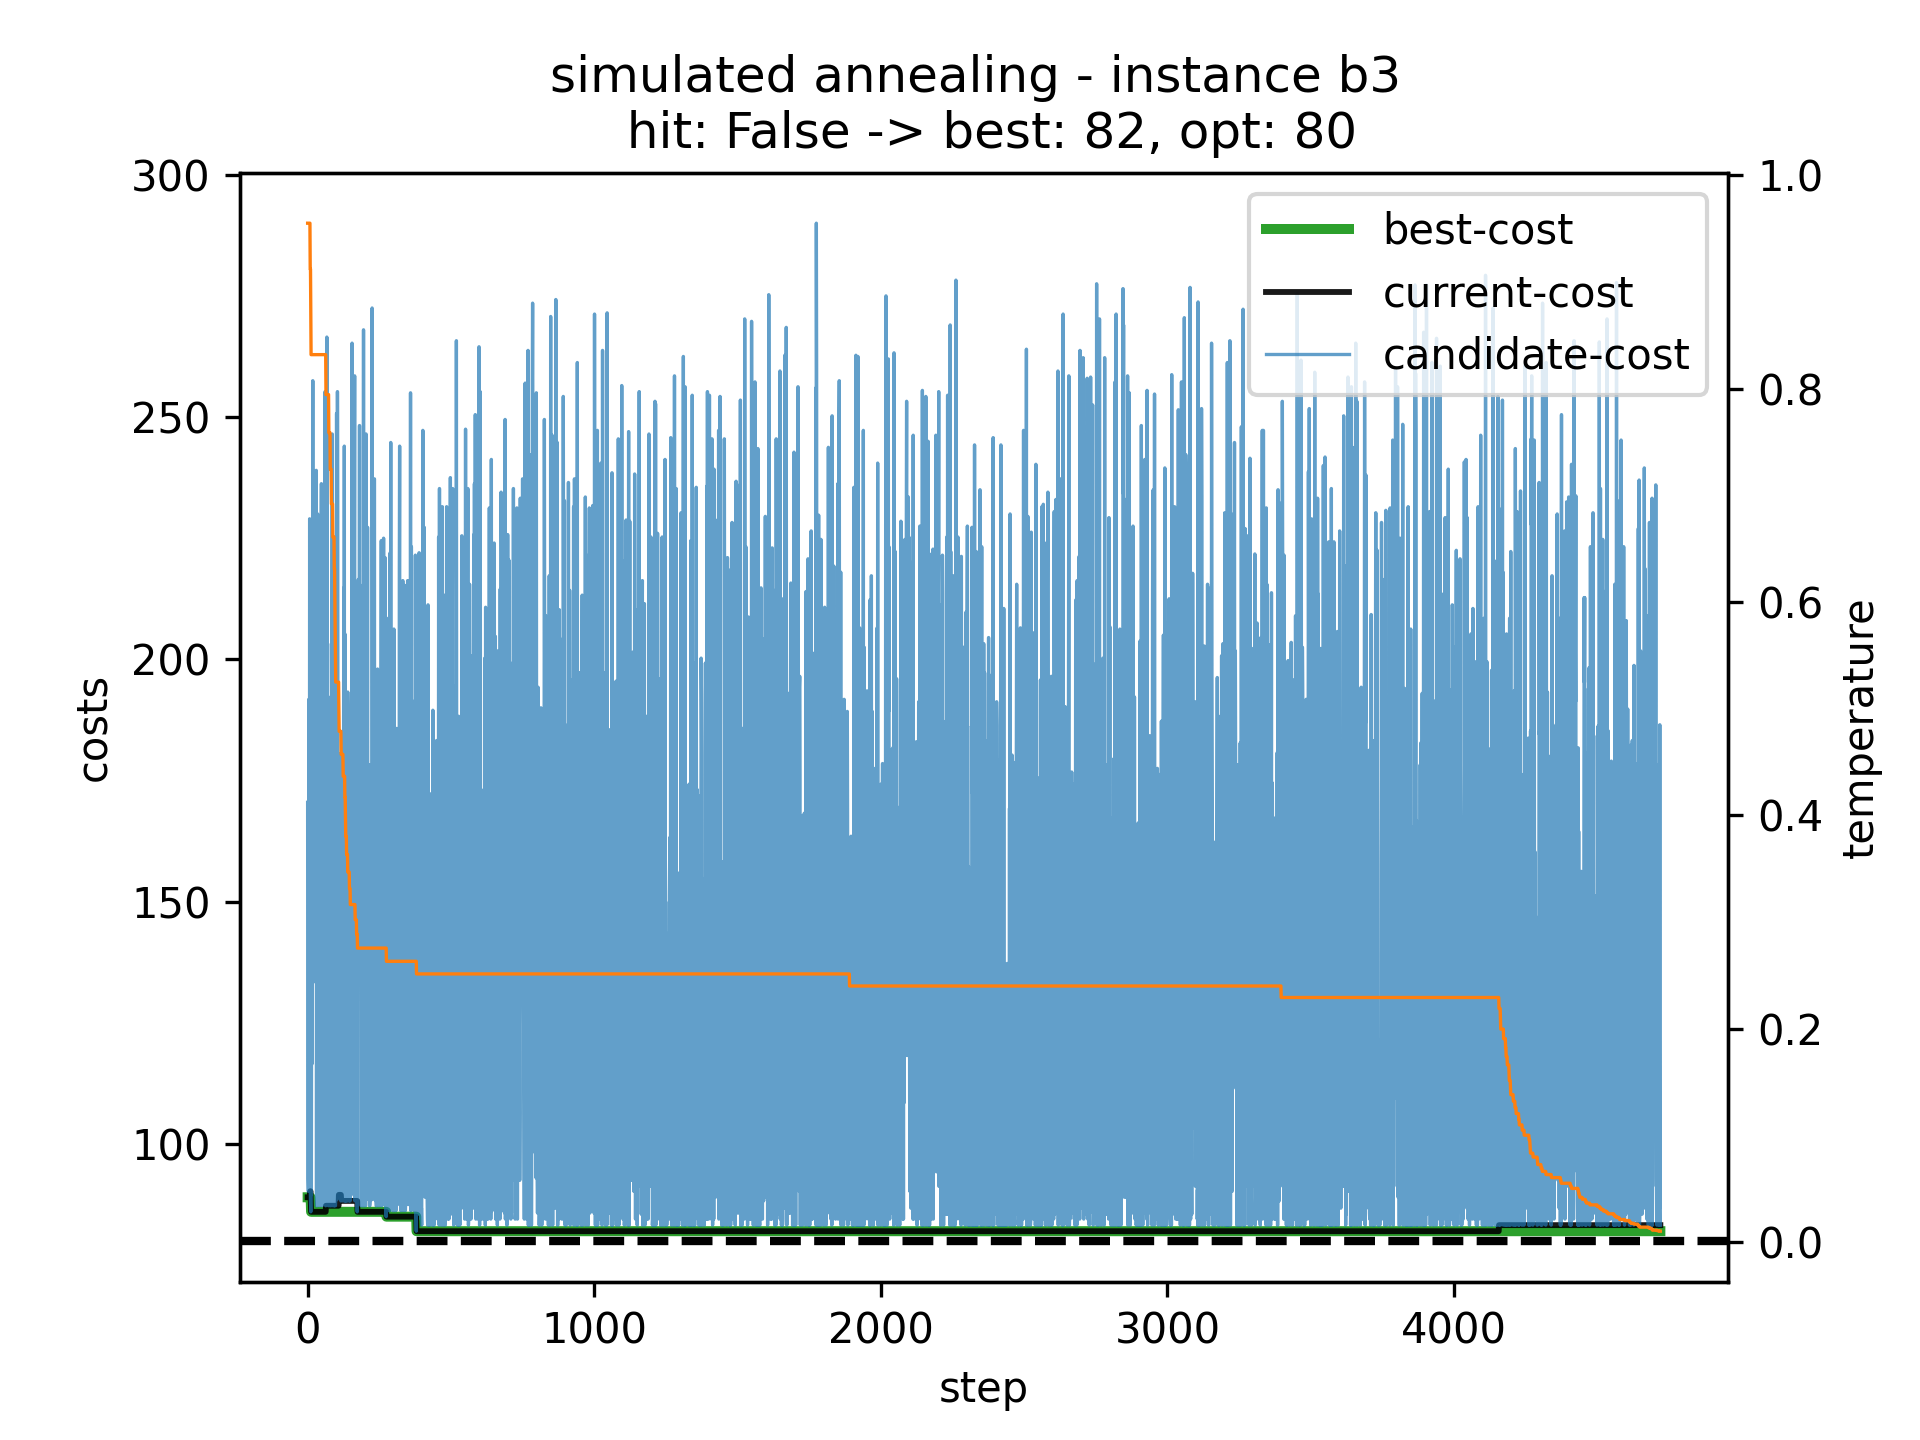 simulated annealing - instance b3
hit: False -> best: 82, opt: 80
300
250
200
150
100
costs
1.0
0.8
0.6
0.4
0.2
0.0
temperature
best-cost
current-cost
candidate-cost
0
1000
2000
3000
4000
step